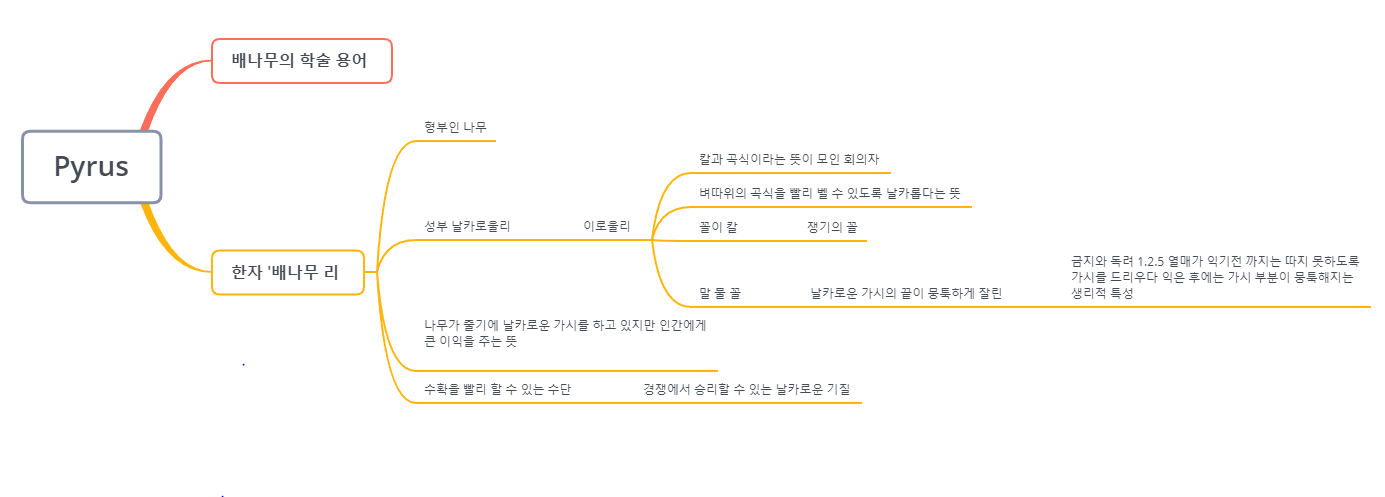 Pyrus
배나무의 학술 용어
한자 '배나무 리
형부인 나무
성부 날카로울리
이로울리
칼과 곡식이라는 뜻이 모인 회의자
벼따위의 곡식을 빨리 벨 수 있도록 날카롭다는 뜻
꼴이 칼
쟁기의 꼴
말 물 꼴
날카로운 가시의 끝이 뭉툭하게 잘린
금지와 독려 1.2.5 열매가 익기전 까지는 따지 못하도록
가시를 드리우다 익은 후에는 가시 부분이 뭉툭해지는
생리적 특성
나무가 줄기에 날카로운 가시를 하고 있지만 인간에게
큰 이익을 주는 뜻
수확을 빨리 할 수 있는 수단
경쟁에서 승리할 수 있는 날카로운 기질